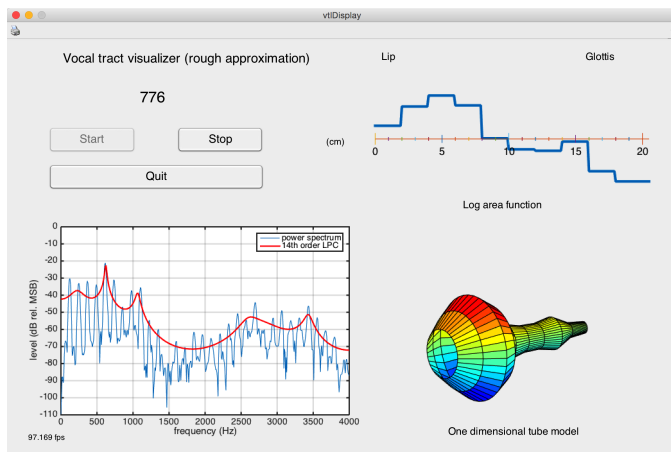 vtlDisplay
Vocal tract visualizer (rough approximation)
776
Start
Stop
Quit
Lip
Glottis
(cm)
0 5 10 15 20
Log area function
power spectrum
14th order LPC
level (dB rel. MSB)
0
-10
-20
-30
-40
-50
-60
-70
-80
-90
-100
-110
0 500 1000 1500 2000 2500 3000 3500 4000
frequency (Hz)
97.169 fps
One dimensional tube model